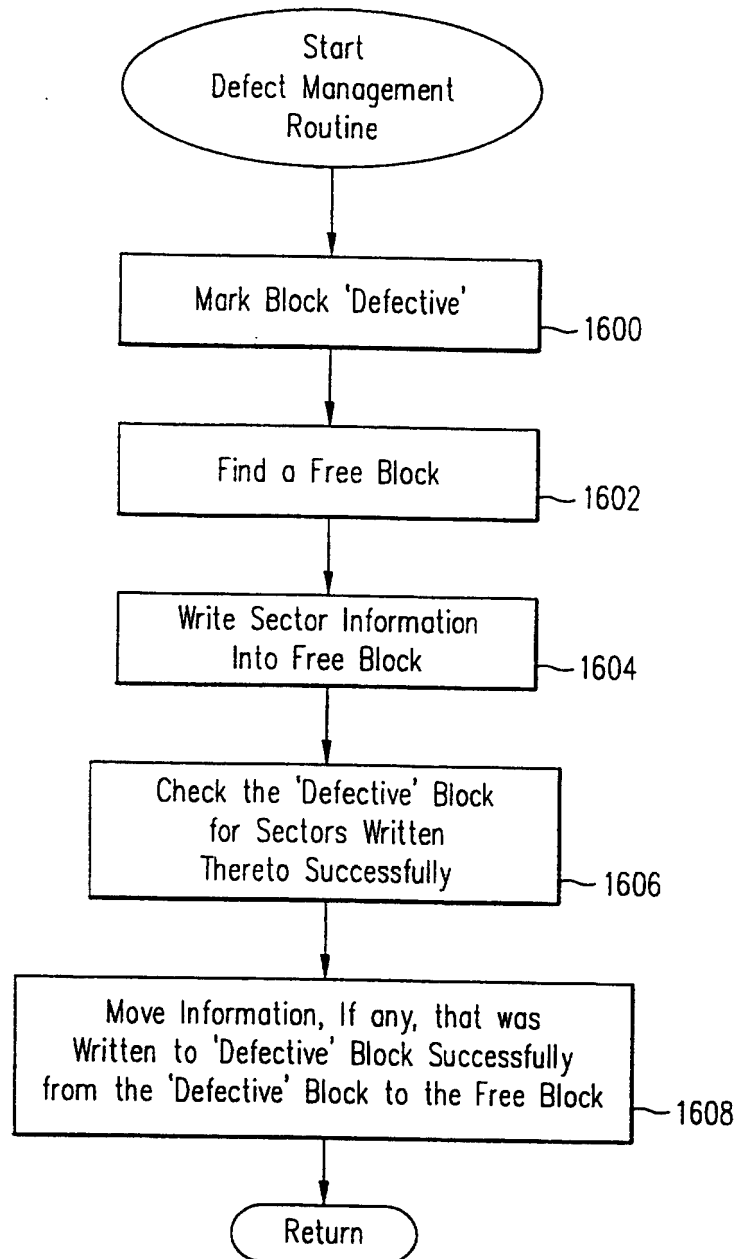 Start
Defect Management
Routine
Mark Block 'Defective'
1600
Find a Free Block
1602
Write Sector Information
Into Free Block
1604
Check the 'Defective' Block
for Sectors Written
Thereto Successfully
1606
Move Information, If any, that was
Written to 'Defective' Block Successfully
from the 'Defective' Block to the Free Block
1608
Return